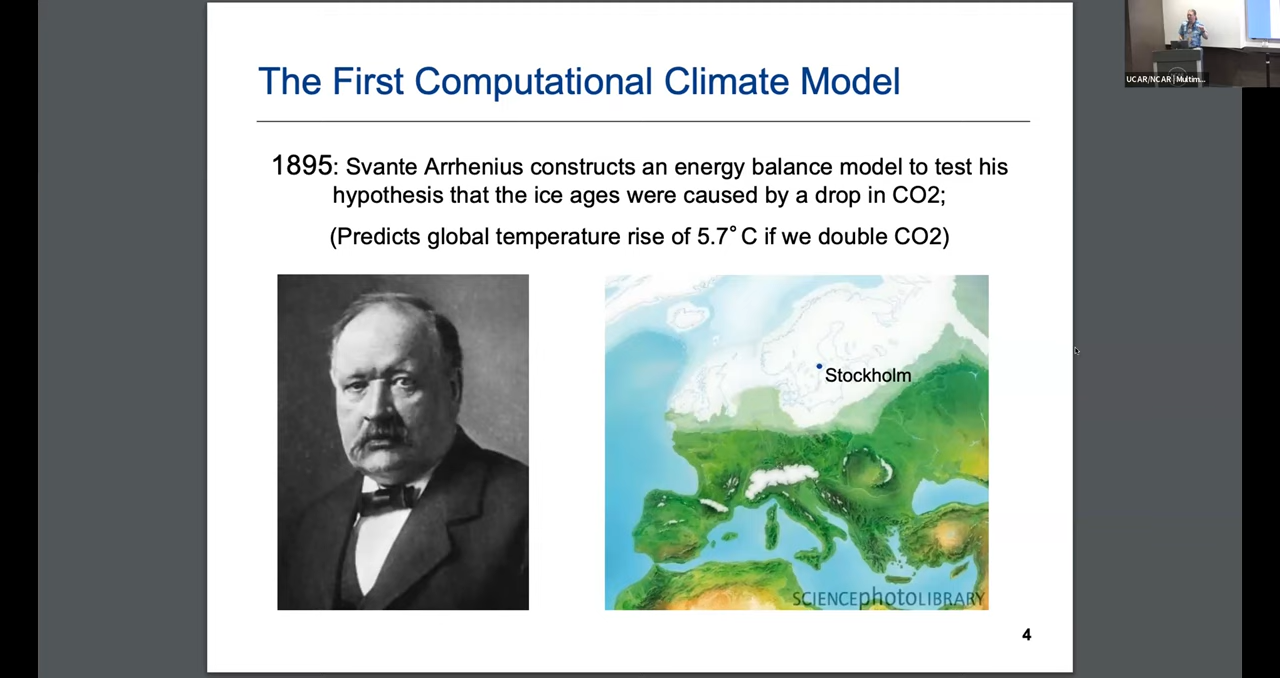 UCAR/NCAR | Multim...
The First Computational Climate Model
1895: Svante Arrhenius constructs an energy balance model to test his
hypothesis that the ice ages were caused by a drop in CO2;
(Predicts global temperature rise of 5.7˚ C if we double CO2)
Stockholm
SCIENCEphotoLIBRARY
4